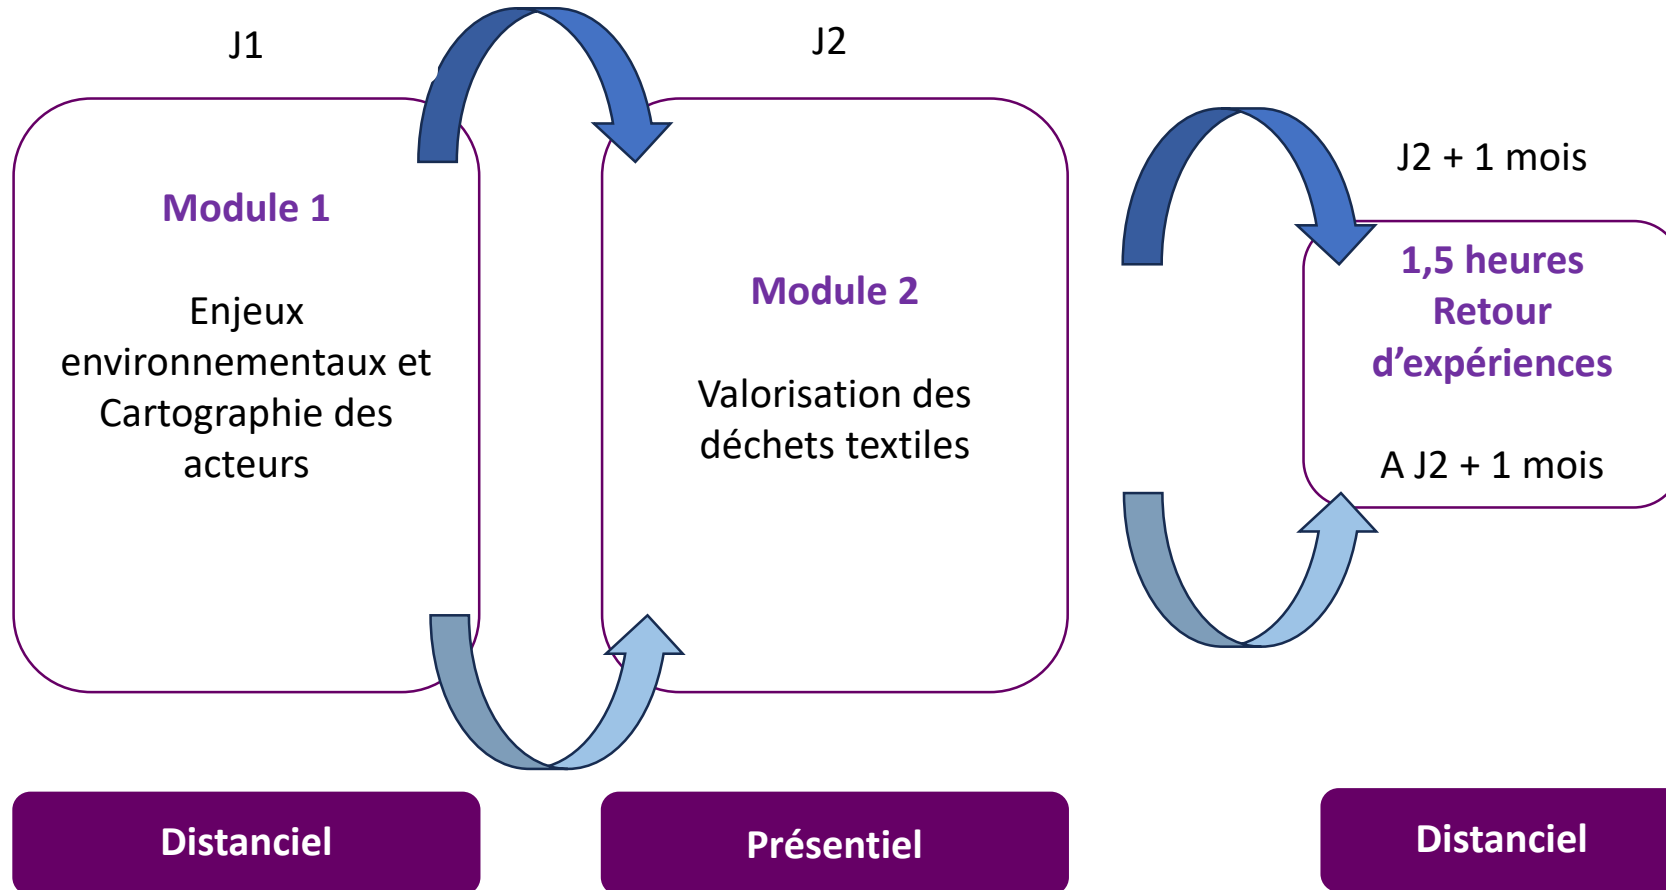 J1
Module 1
Enjeux
environnementaux et
Cartographie des
acteurs
Distanciel
J2
Module 2
Valorisation des
déchets textiles
Présentiel
J2 + 1 mois
1,5 heures
Retour
d’expériences
A J2 + 1 mois
Distanciel